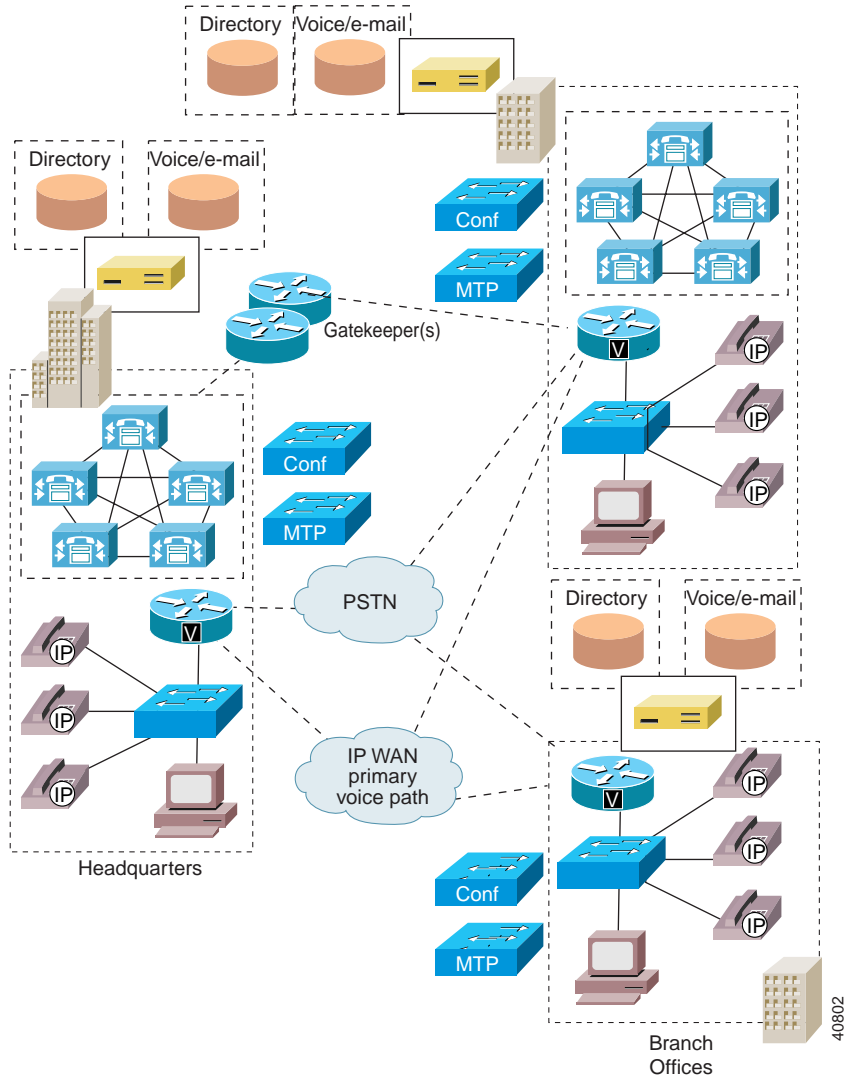 Directory
Voice/e-mail
Directory
Voice/e-mail
Conf
MTP
Gatekeeper(s)
V
IP
IP
IP
Conf
MTP
PSTN
V
IP
IP
IP
Headquarters
IP WAN
primary
voice path
Directory
Voice/e-mail
V
IP
IP
IP
Conf
MTP
Branch
Offices
40802